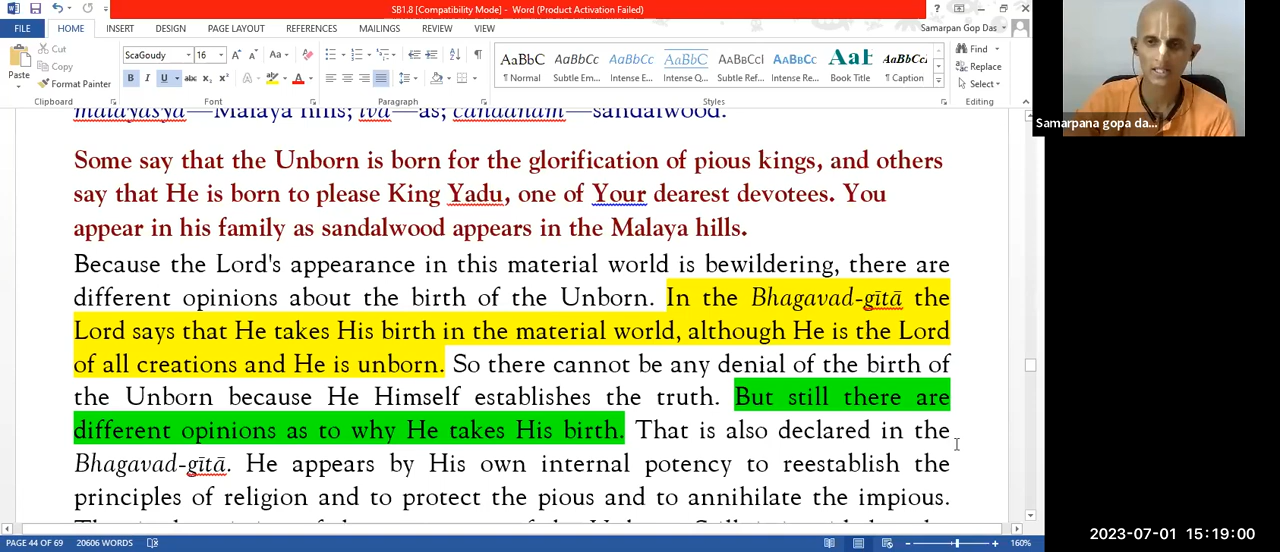 SB1.8 [Compatibility Mode] - Word (Product Activation Failed)
FILE HOME INSERT DESIGN PAGE LAYOUT REFERENCES MAILINGS REVIEW VIEW Samarpan Gop Das
Paste
Cut
Copy
Format Painter
Clipboard
ScaGoudy 16
Font
Paragraph
AaBbC AaBbCc AaBbCc AaBbCc AaBbCc AaBbCc AaB AaBbCc
¶ Normal Subtle Em... Intense E... Intense Q... Subtle Ref... Intense Re... Book Title ¶ Caption
Styles
Find
Replace
Select
Editing
Samarpana gopa da...
malayasya—Malaya hills; iva—as; candanam—sandalwood.
Some say that the Unborn is born for the glorification of pious kings, and others
say that He is born to please King Yadu, one of Your dearest devotees. You
appear in his family as sandalwood appears in the Malaya hills.
Because the Lord's appearance in this material world is bewildering, there are
different opinions about the birth of the Unborn. In the Bhagavad-gītā the
Lord says that He takes His birth in the material world, although He is the Lord
of all creations and He is unborn. So there cannot be any denial of the birth of
the Unborn because He Himself establishes the truth. But still there are
different opinions as to why He takes His birth. That is also declared in the
Bhagavad-gītā. He appears by His own internal potency to reestablish the
principles of religion and to protect the pious and to annihilate the impious.
PAGE 44 OF 69 20606 WORDS 160%
2023-07-01 15:19:00